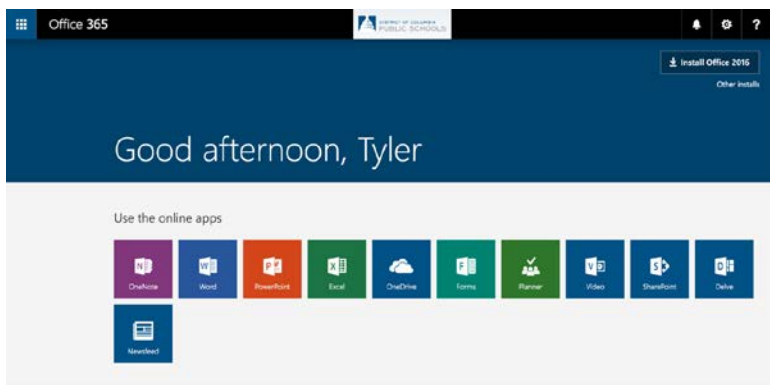 Office 365
DISTRICT OF COLUMBIA
PUBLIC SCHOOLS
?
Install Office 2016
Other installs
Good afternoon, Tyler
Use the online apps
OneNote
Word
PowerPoint
Excel
OneDrive
Forms
Planner
Video
SharePoint
Delve
Newsfeed